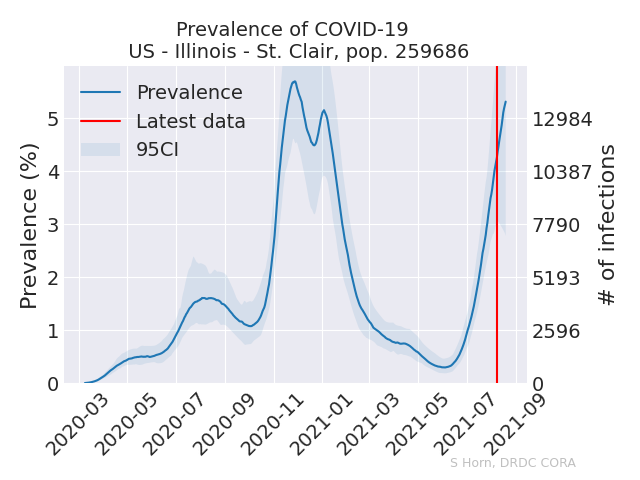 Prevalence of COVID-19
US - Illinois - St. Clair, pop. 259686
Prevalence
Latest data
95CI
Prevalence (%)
5
4
3
2
1
0
12984
10387
7790
5193
2596
0
# of infections
2020-03
2020-05
2020-07
2020-09
2020-11
2021-01
2021-03
2021-05
2021-07
2021-09
S Horn, DRDC CORA